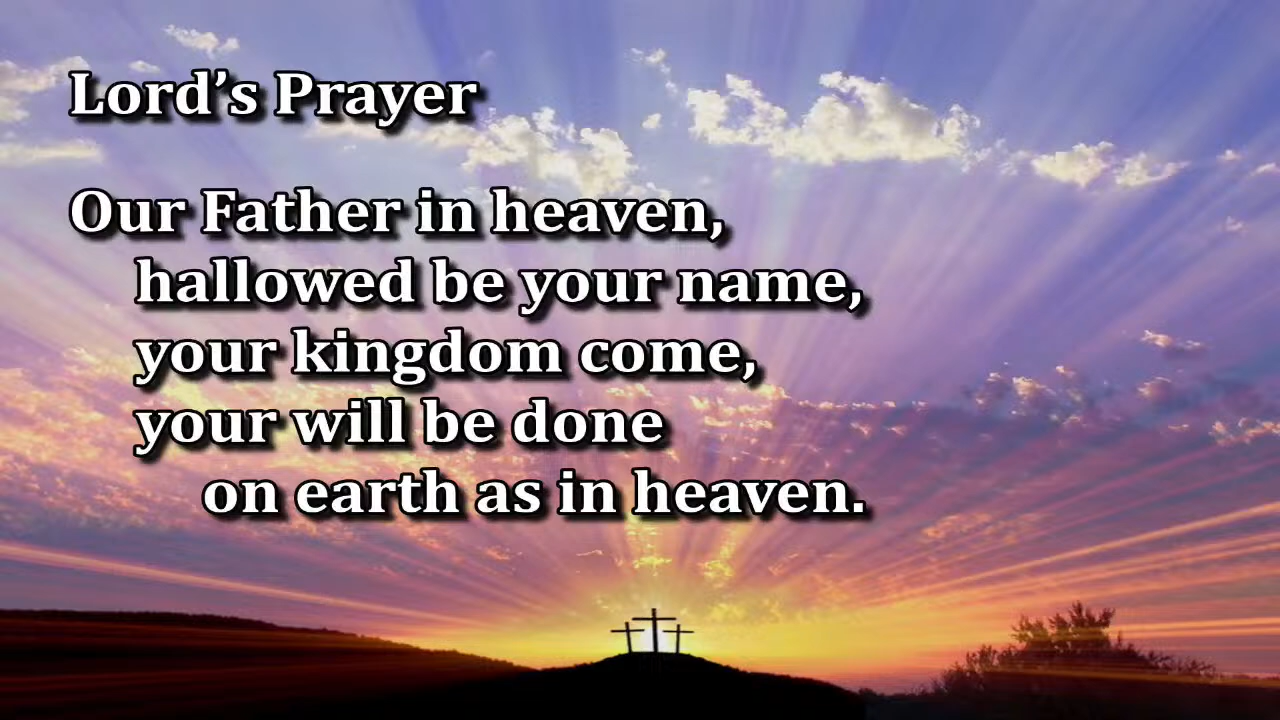 Lord’s Prayer
Our Father in heaven,
hallowed be your name,
your kingdom come,
your will be done
on earth as in heaven.